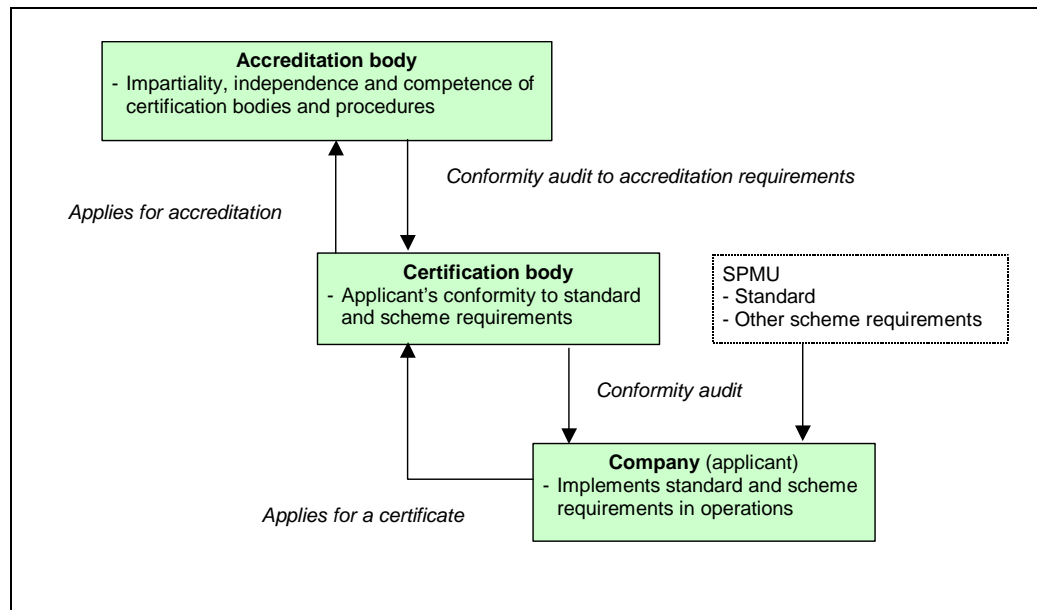 Accreditation body
- Impartiality, independence and competence of
certification bodies and procedures
Conformity audit to accreditation requirements
Applies for accreditation
Certification body
- Applicant's conformity to standard
and scheme requirements
SPMU
- Standard
- Other scheme requirements
Conformity audit
Company (applicant)
- Implements standard and scheme
requirements in operations
Applies for a certificate